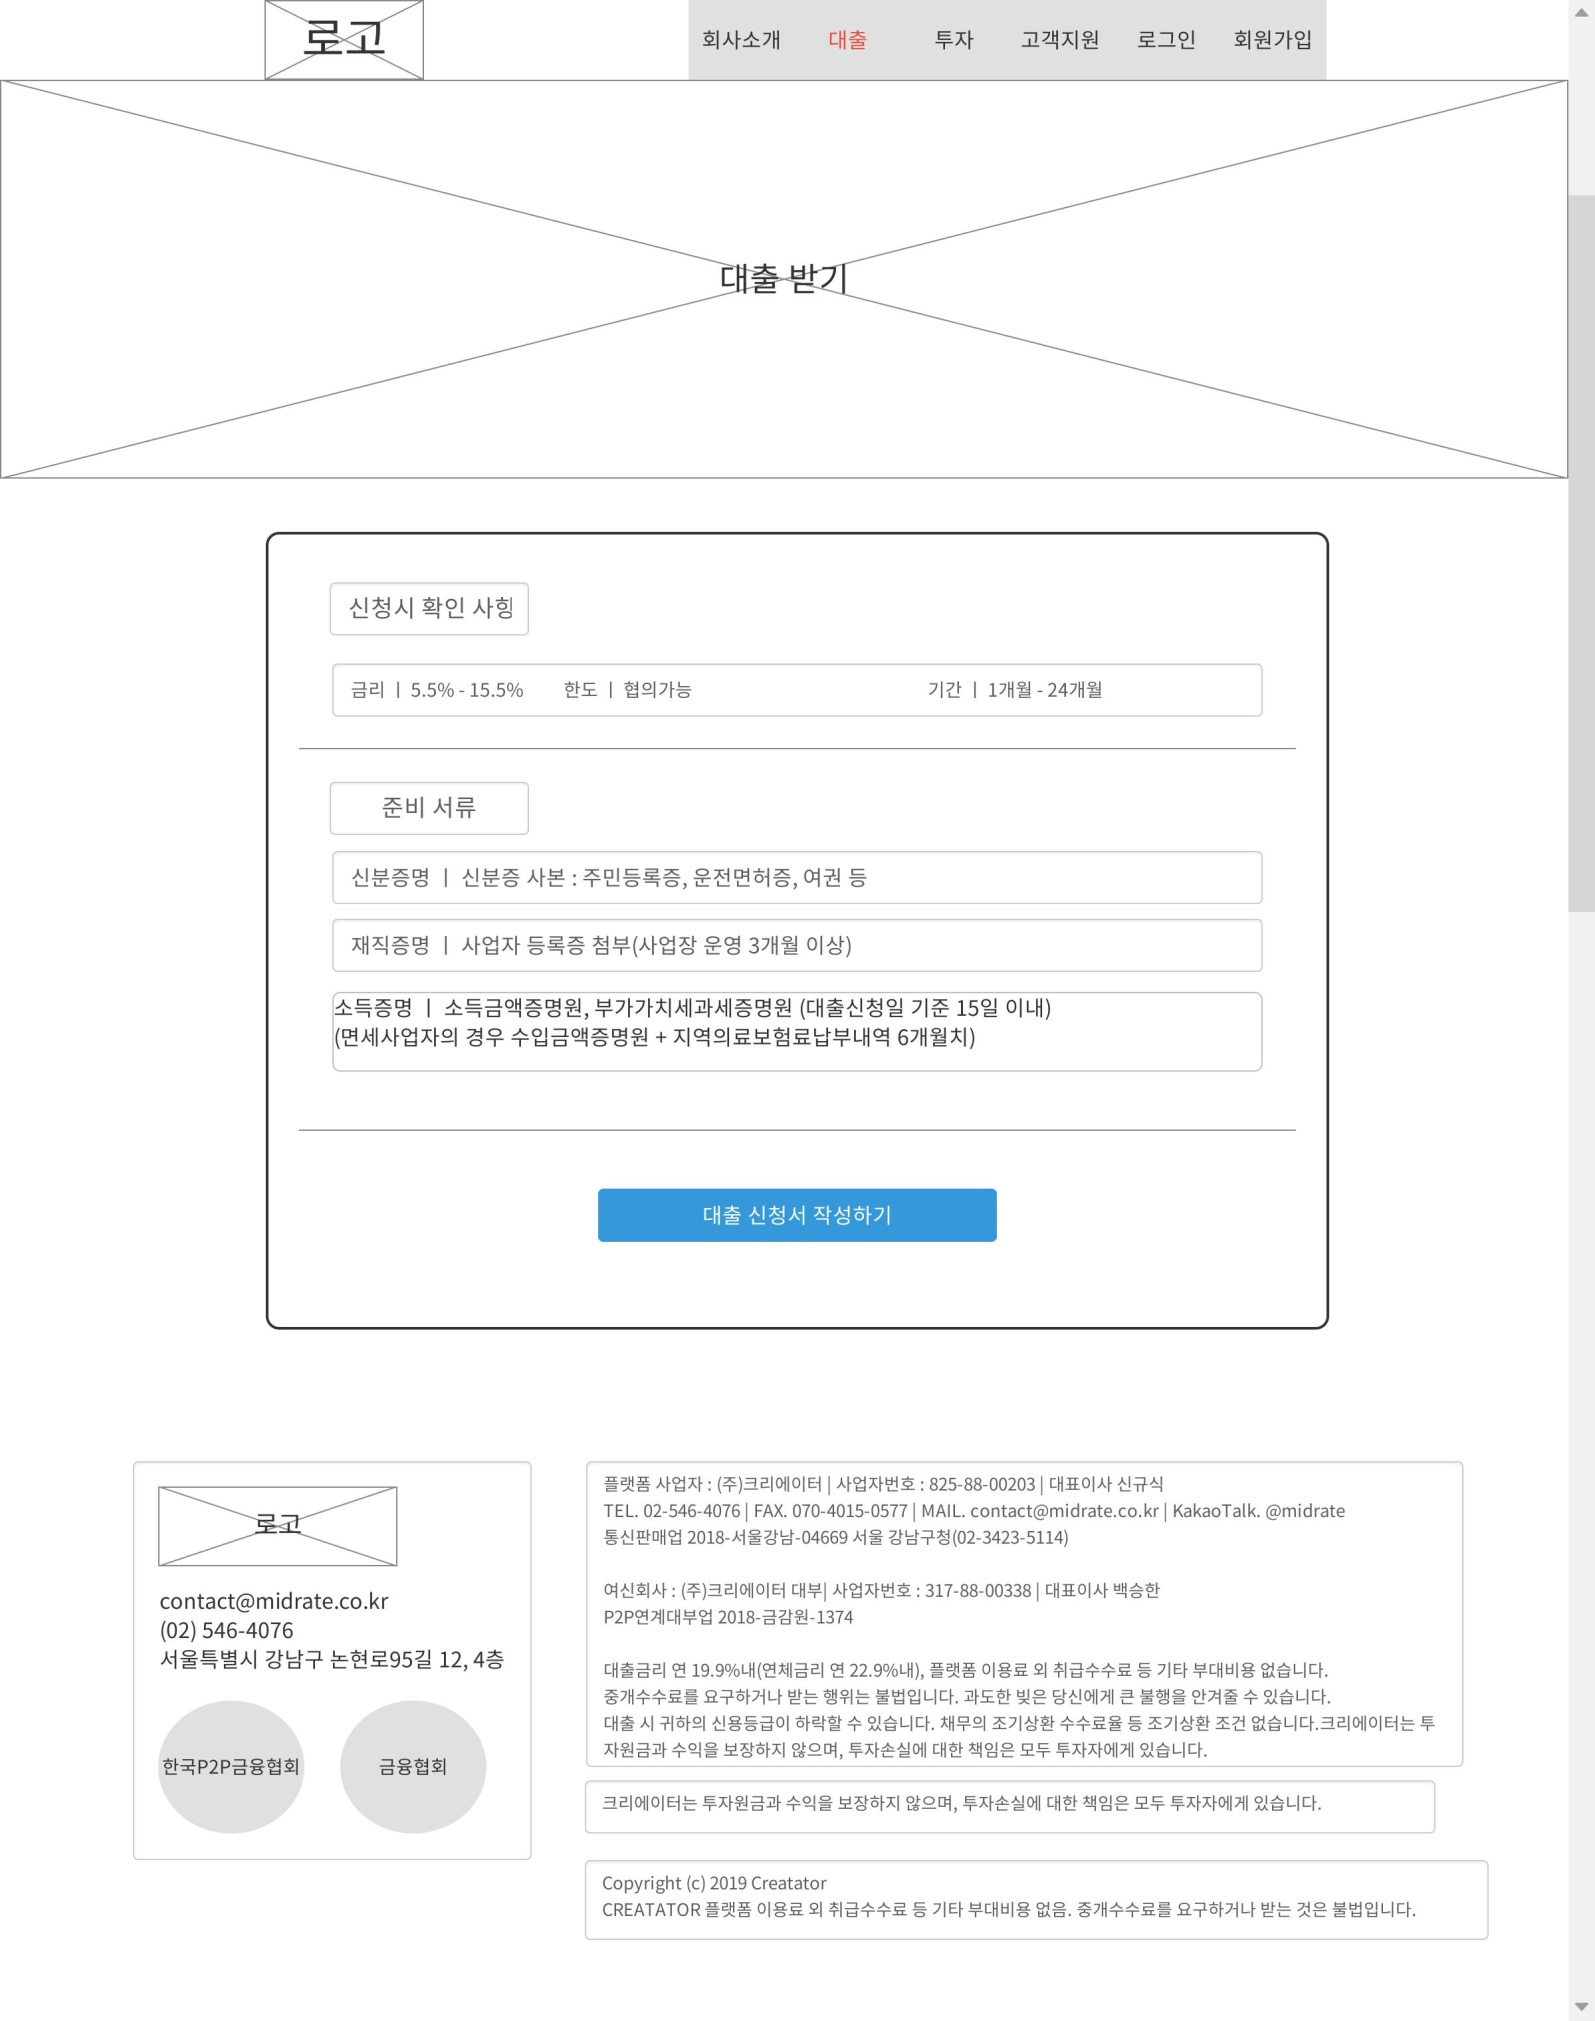 로고
회사소개 대출 투자 고객지원 로그인 회원가입
대출 받기
신청시 확인 사항
금리 ㅣ 5.5% - 15.5% 한도 ㅣ 협의가능 기간 ㅣ 1개월 - 24개월
준비 서류
신분증명 ㅣ 신분증 사본 : 주민등록증, 운전면허증, 여권 등
재직증명 ㅣ 사업자 등록증 첨부(사업장 운영 3개월 이상)
소득증명 ㅣ 소득금액증명원, 부가가치세과세증명원 (대출신청일 기준 15일 이내)
(면세사업자의 경우 수입금액증명원 + 지역의료보험료납부내역 6개월치)
대출 신청서 작성하기
로고
contact@midrate.co.kr
(02) 546-4076
서울특별시 강남구 논현로95길 12, 4층
한국P2P금융협회 금융협회
플랫폼 사업자 : (주)크리에이터 | 사업자번호 : 825-88-00203 | 대표이사 신규식
TEL. 02-546-4076 | FAX. 070-4015-0577 | MAIL. contact@midrate.co.kr | KakaoTalk. @midrate
통신판매업 2018-서울강남-04669 서울 강남구청(02-3423-5114)
여신회사 : (주)크리에이터 대부| 사업자번호 : 317-88-00338 | 대표이사 백승한
P2P연계대부업 2018-금감원-1374
대출금리 연 19.9%내(연체금리 연 22.9%내), 플랫폼 이용료 외 취급수수료 등 기타 부대비용 없습니다.
중개수수료를 요구하거나 받는 행위는 불법입니다. 과도한 빚은 당신에게 큰 불행을 안겨줄 수 있습니다.
대출 시 귀하의 신용등급이 하락할 수 있습니다. 채무의 조기상환 수수료율 등 조기상환 조건 없습니다.크리에이터는 투
자원금과 수익을 보장하지 않으며, 투자손실에 대한 책임은 모두 투자자에게 있습니다.
크리에이터는 투자원금과 수익을 보장하지 않으며, 투자손실에 대한 책임은 모두 투자자에게 있습니다.
Copyright (c) 2019 Creatator
CREATATOR 플랫폼 이용료 외 취급수수료 등 기타 부대비용 없음. 중개수수료를 요구하거나 받는 것은 불법입니다.